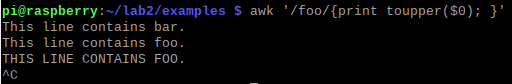 pi@raspberry:~/lab2/examples $ awk '/foo/{print toupper($0); }'
This line contains bar.
This line contains foo.
THIS LINE CONTAINS FOO.
^C